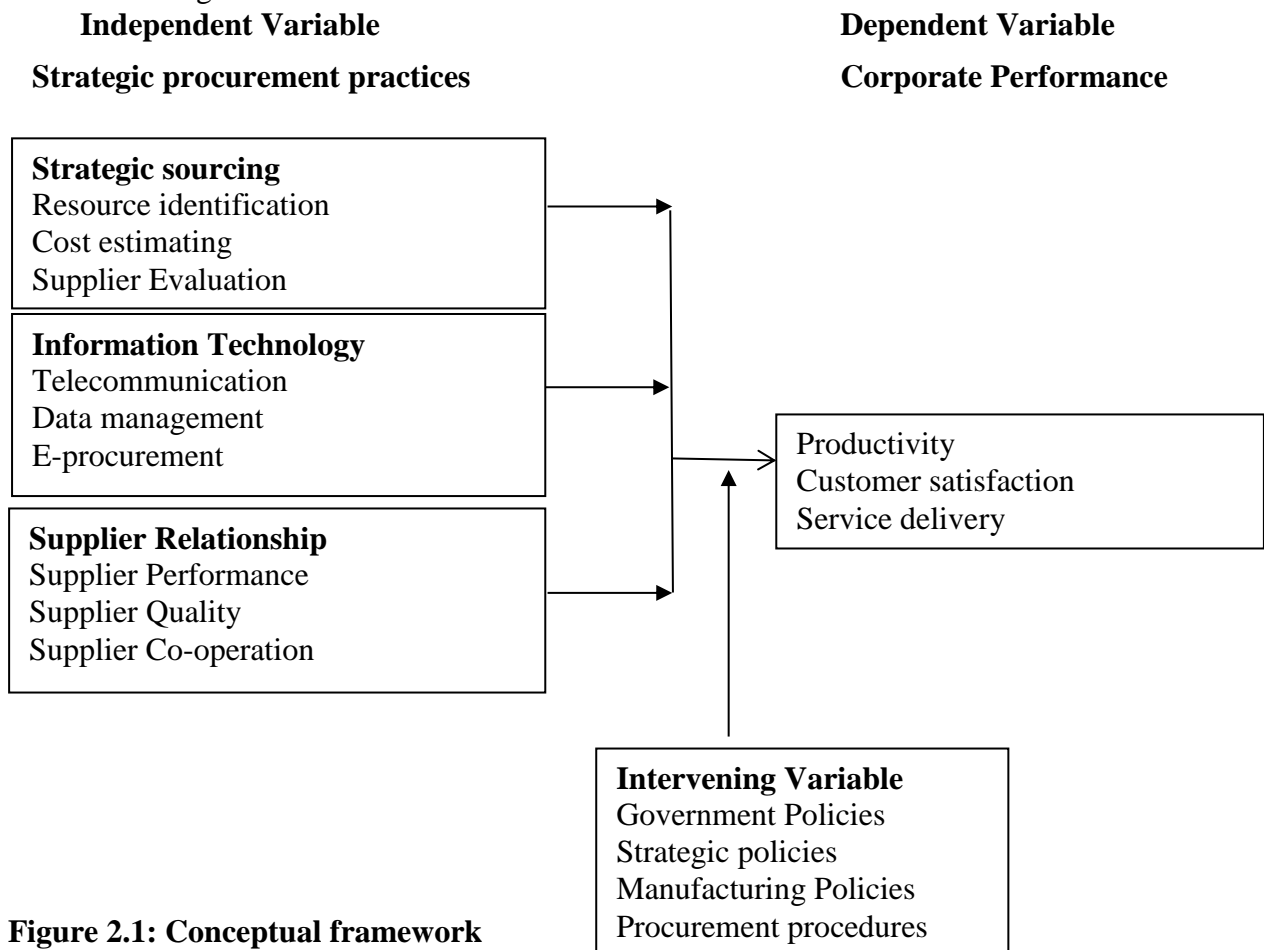 Independent Variable
Dependent Variable
Strategic procurement practices
Corporate Performance
Strategic sourcing
Resource identification
Cost estimating
Supplier Evaluation
Information Technology
Telecommunication
Data management
E-procurement
Supplier Relationship
Supplier Performance
Supplier Quality
Supplier Co-operation
Productivity
Customer satisfaction
Service delivery
Intervening Variable
Government Policies
Strategic policies
Manufacturing Policies
Procurement procedures
Figure 2.1: Conceptual framework